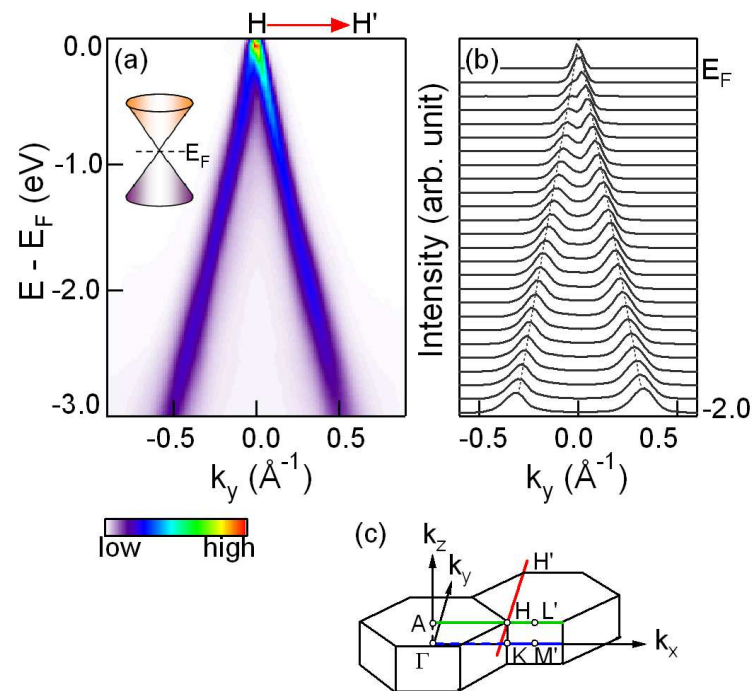 H H'
(a)
0.0
-1.0
-2.0
-3.0
E - E_F (eV)
E_F
-0.5 0.0 0.5
k_y (Å⁻¹)
(b)
E_F
-2.0
Intensity (arb. unit)
-0.5 0.0 0.5
k_y (Å⁻¹)
low high
(c)
k_z
k_y
H'
A
H L'
Γ
K M'
k_x